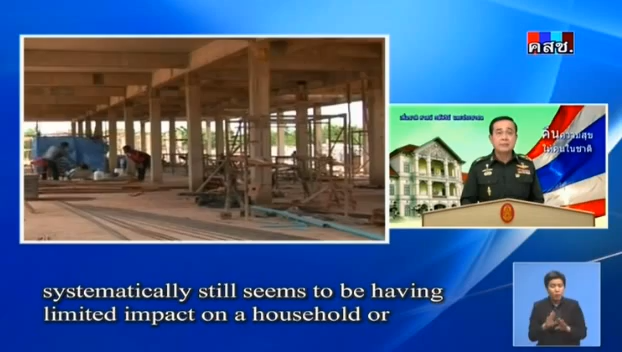 คสช.
คืนความสุข
ให้คนในชาติ
systematically still seems to be having
limited impact on a household or